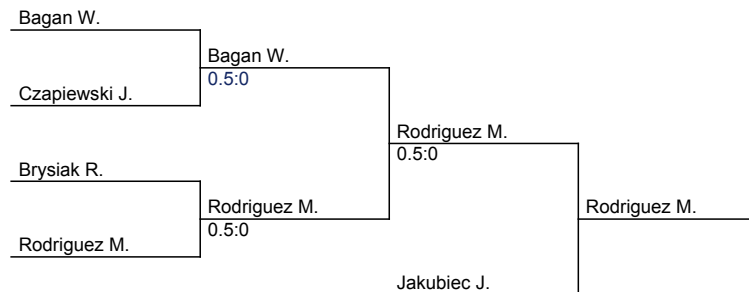 Bagan W.
Bagan W.
0.5:0
Czapiewski J.
Rodriguez M.
0.5:0
Brysiak R.
Rodriguez M.
0.5:0
Rodriguez M.
Rodriguez M.
Jakubiec J.